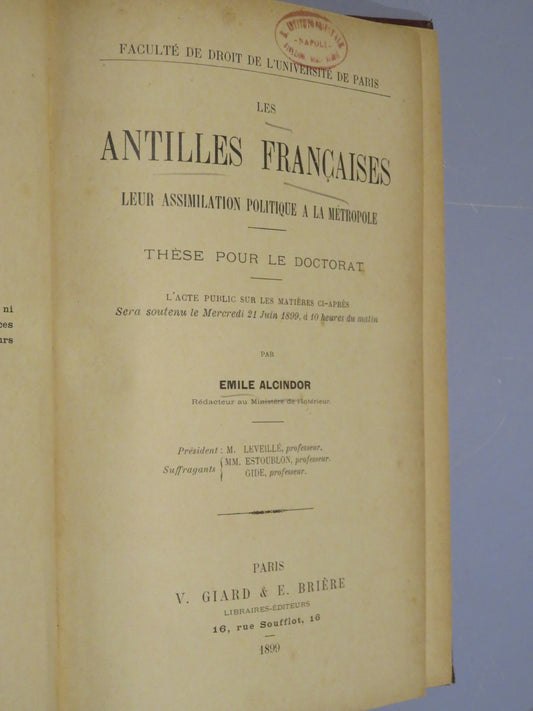 FACULTÉ DE DROIT DE L'UNIVERSITÉ DE PARIS
NAPOLI
LES
ANTILLES FRANÇAISES
LEUR ASSIMILATION POLITIQUE A LA MÉTROPOLE
THÈSE POUR LE DOCTORAT
L'ACTE PUBLIC SUR LES MATIÈRES CI-APRÈS
Sera soutenu le Mercredi 21 Juin 1899, à 10 heures du matin
PAR
EMILE ALCINDOR
Rédacteur au Ministère de l'Intérieur.
Président : M. LEVEILLÉ, professeur.
Suffragants { MM. ESTOUBLON, professeur.
GIDE, professeur.
PARIS
V. GIARD & E. BRIÈRE
LIBRAIRES-ÉDITEURS
16, rue Soufflot, 16
1899
ni
ces
urs